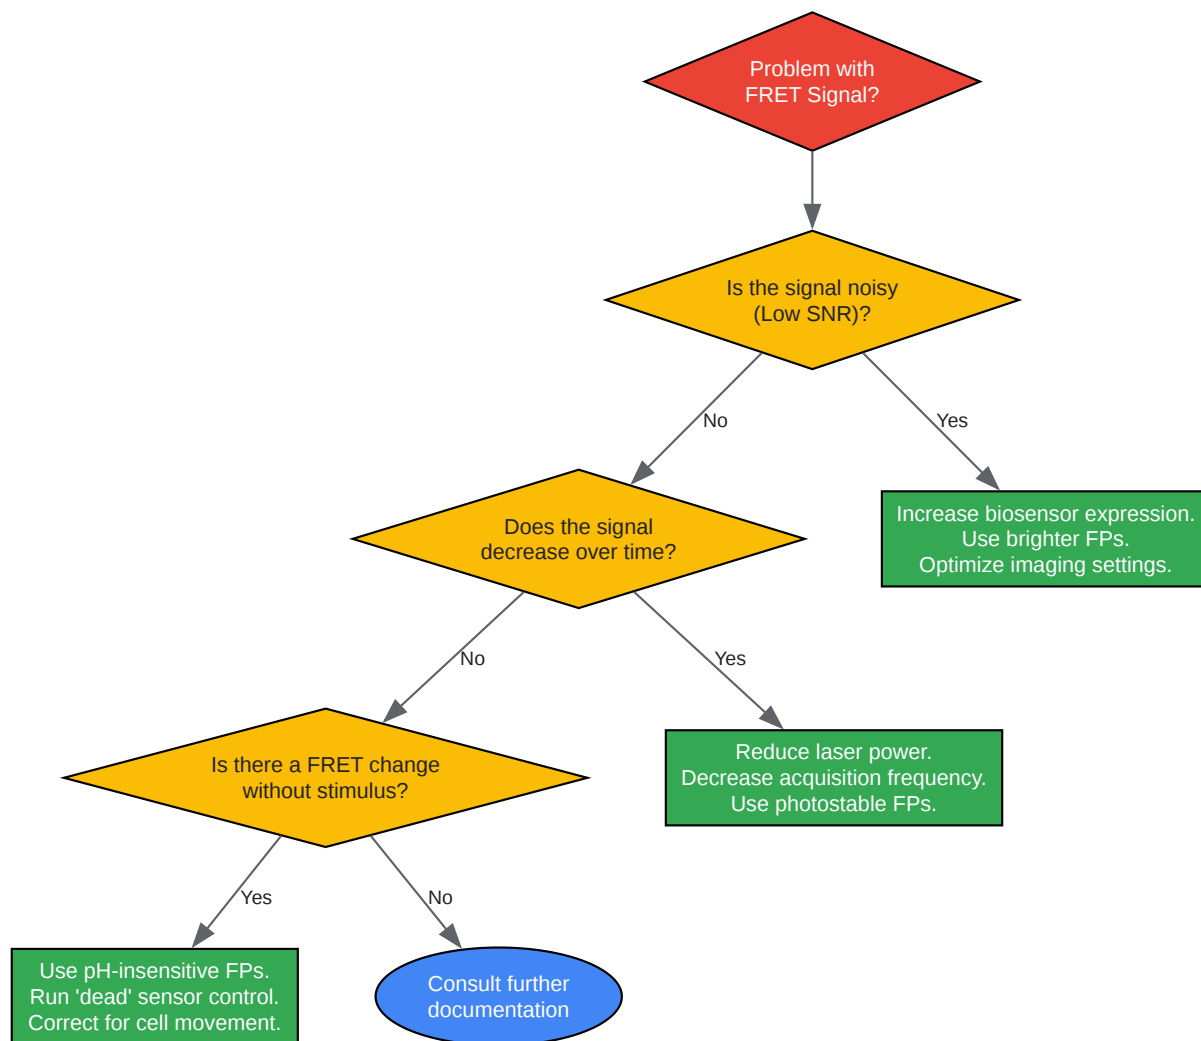 Problem with
FRET Signal?
Is the signal noisy
(Low SNR)?
No
Yes
Does the signal
decrease over time?
Increase biosensor expression.
Use brighter FPs.
Optimize imaging settings.
No
Yes
Is there a FRET change
without stimulus?
Reduce laser power.
Decrease acquisition frequency.
Use photostable FPs.
Yes
No
Use pH-insensitive FPs.
Run 'dead' sensor control.
Correct for cell movement.
Consult further
documentation